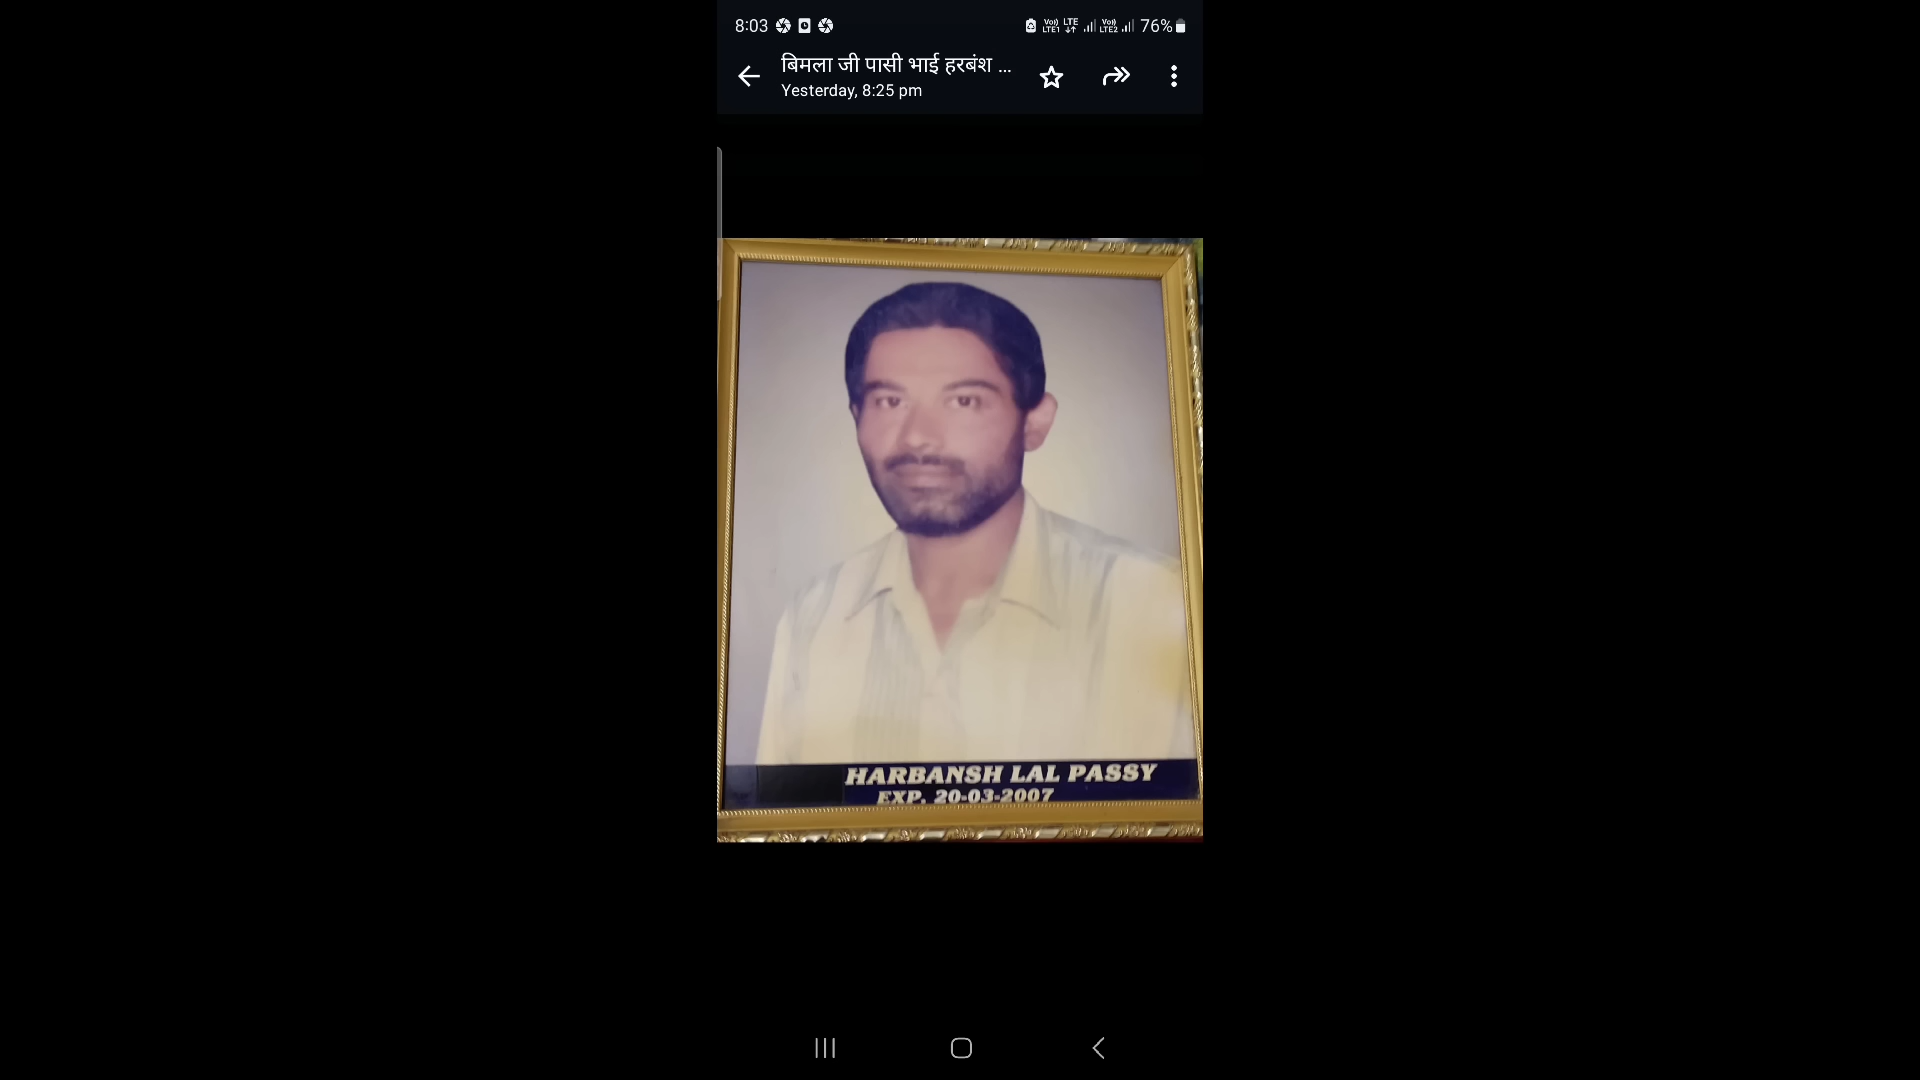 8:03 76%
बिमला जी पासी भाई हरबंश ...
Yesterday, 8:25 pm
HARBANSH LAL PASSY
EXP. 20-03-2007